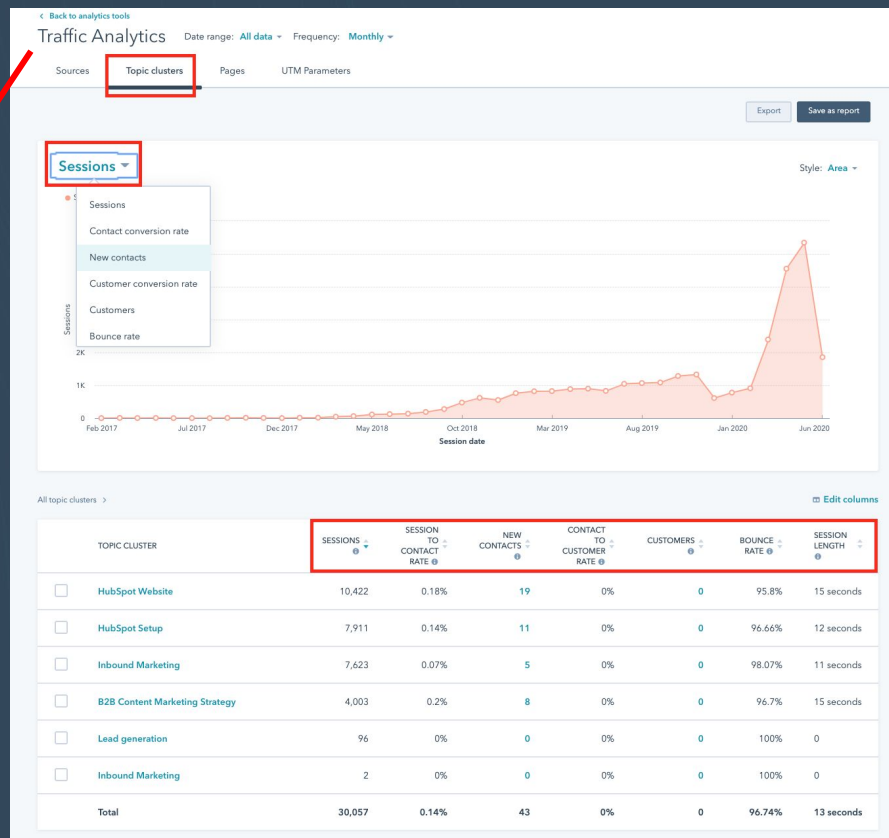 Back to analytics tools
Traffic Analytics Date range: All data Frequency: Monthly
Sources Topic clusters Pages UTM Parameters
Export Save as report
Sessions Style: Area
Sessions
Contact conversion rate
New contacts
Customer conversion rate
Customers
Bounce rate
Sessions
2K
1K
0
Feb 2017 Jul 2017 Dec 2017 May 2018 Oct 2018 Mar 2019 Aug 2019 Jan 2020 Jun 2020
Session date
All topic clusters Edit columns
TOPIC CLUSTER SESSIONS SESSION TO CONTACT RATE NEW CONTACTS CONTACT TO CUSTOMER RATE CUSTOMERS BOUNCE RATE SESSION LENGTH
HubSpot Website 10,422 0.18% 19 0% 0 95.8% 15 seconds
HubSpot Setup 7,911 0.14% 11 0% 0 96.66% 12 seconds
Inbound Marketing 7,623 0.07% 5 0% 0 98.07% 11 seconds
B2B Content Marketing Strategy 4,003 0.2% 8 0% 0 96.7% 15 seconds
Lead generation 96 0% 0 0% 0 100% 0
Inbound Marketing 2 0% 0 0% 0 100% 0
Total 30,057 0.14% 43 0% 0 96.74% 13 seconds